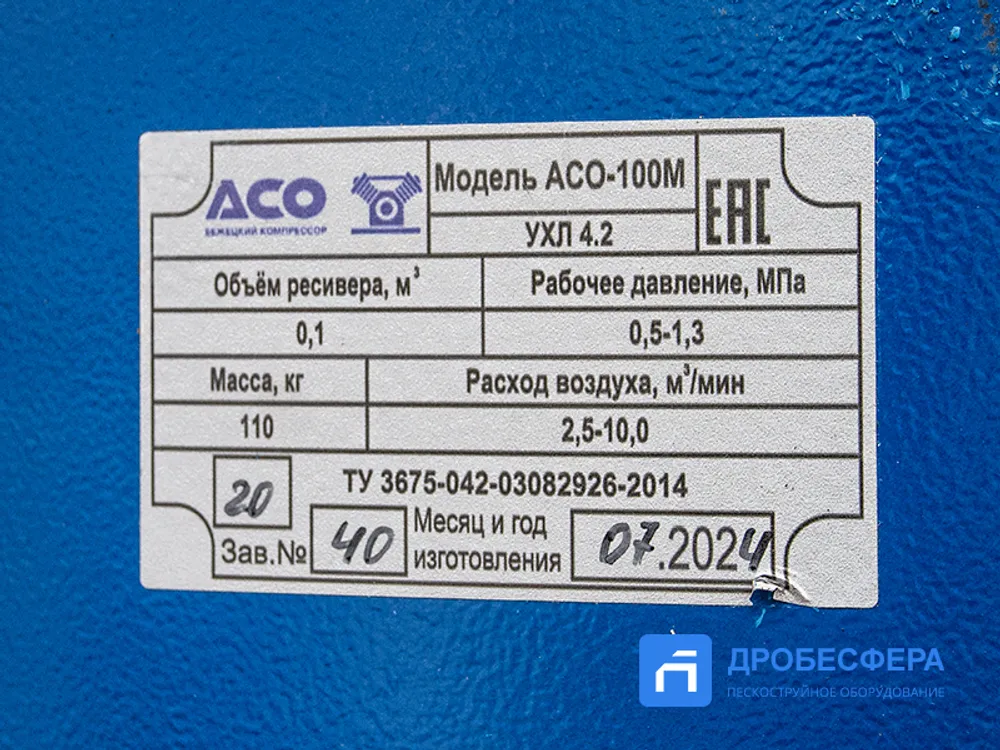 АСО
БЕЖЕЦКИЙ КОМПРЕССОР
Модель АСО-100М
УХЛ 4.2
ЕАС
Объём ресивера, м³
Рабочее давление, МПа
0,1
0,5-1,3
Масса, кг
Расход воздуха, м³/мин
110
2,5-10,0
20
ТУ 3675-042-03082926-2014
Зав.№ 40
Месяц и год
изготовления
07.2024
ДРОБЕСФЕРА
ПЕСКОСТРУЙНОЕ ОБОРУДОВАНИЕ